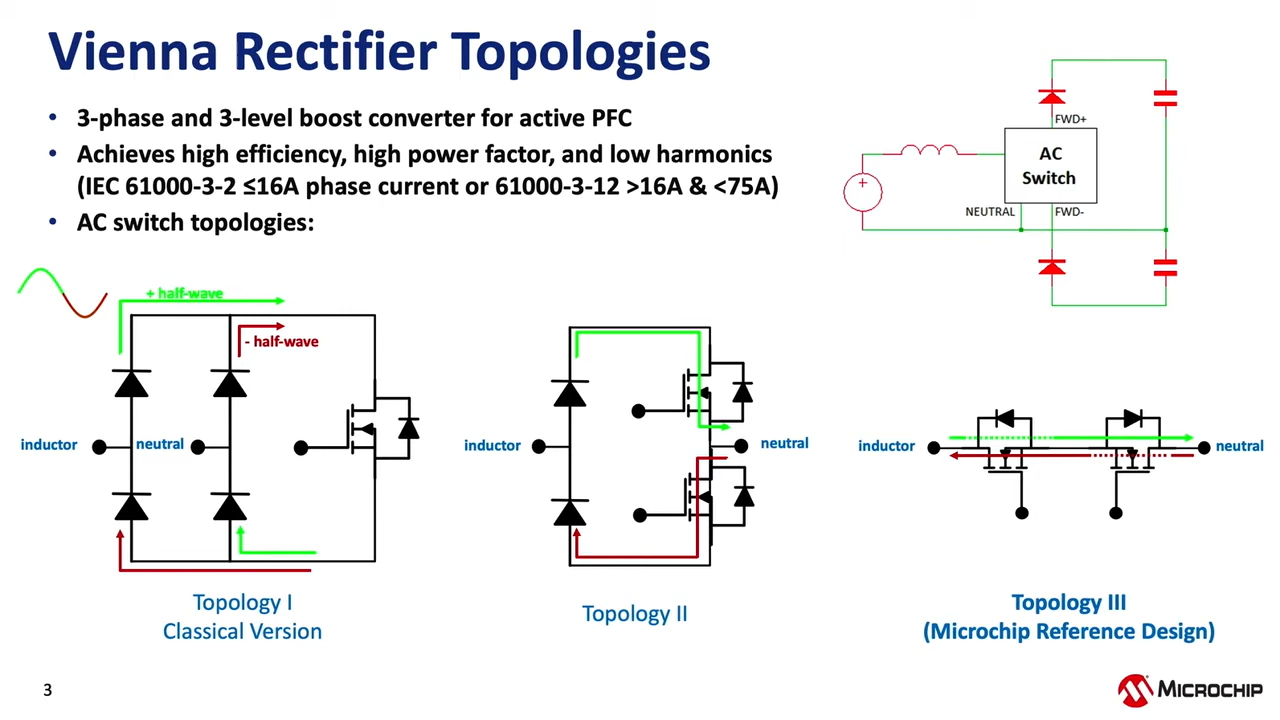 Vienna Rectifier Topologies
• 3-phase and 3-level boost converter for active PFC
• Achieves high efficiency, high power factor, and low harmonics
(IEC 61000-3-2 ≤16A phase current or 61000-3-12 >16A & <75A)
• AC switch topologies:
FWD+
AC
Switch
NEUTRAL
FWD-
+
+ half-wave
- half-wave
inductor
neutral
inductor
neutral
inductor
neutral
Topology I
Classical Version
Topology II
Topology III
(Microchip Reference Design)
3
MICROCHIP